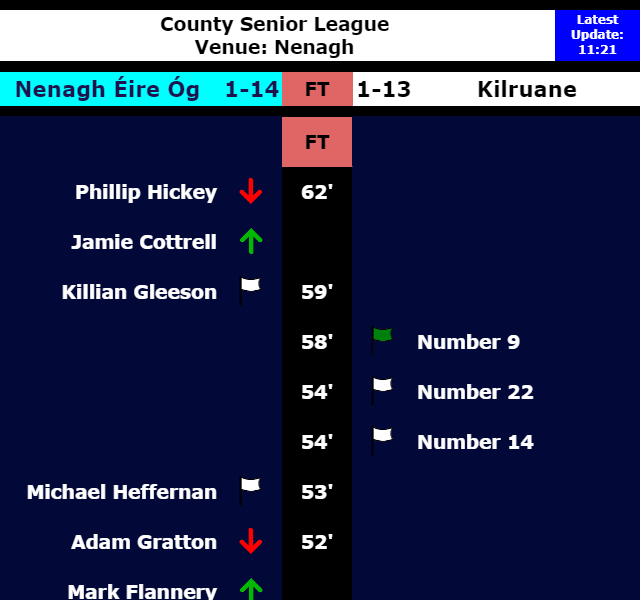 County Senior League
Venue: Nenagh
Latest
Update:
11:21
Nenagh Éire Óg 1-14 FT 1-13 Kilruane
FT
Phillip Hickey 62'
Jamie Cottrell
Killian Gleeson 59'
58' Number 9
54' Number 22
54' Number 14
Michael Heffernan 53'
Adam Gratton 52'
Mark Flannery